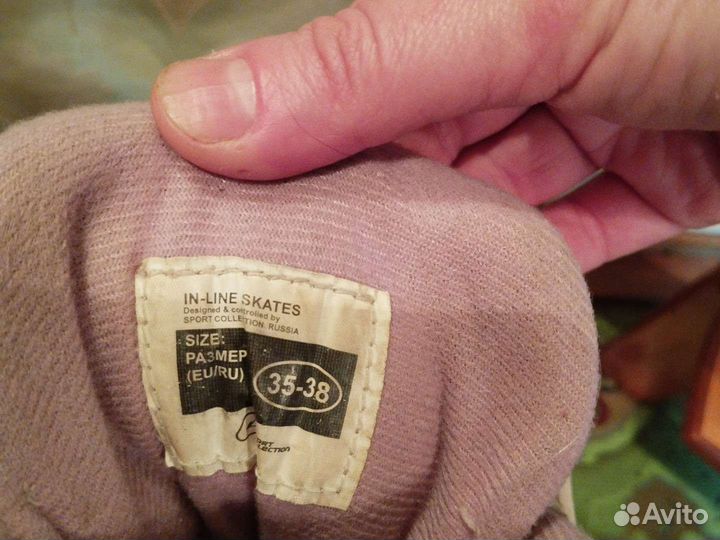 IN-LINE SKATES
Designed & controlled by
SPORT COLLECTION RUSSIA
SIZE:
РАЗМЕР
(EU/RU)
35-38
Avito